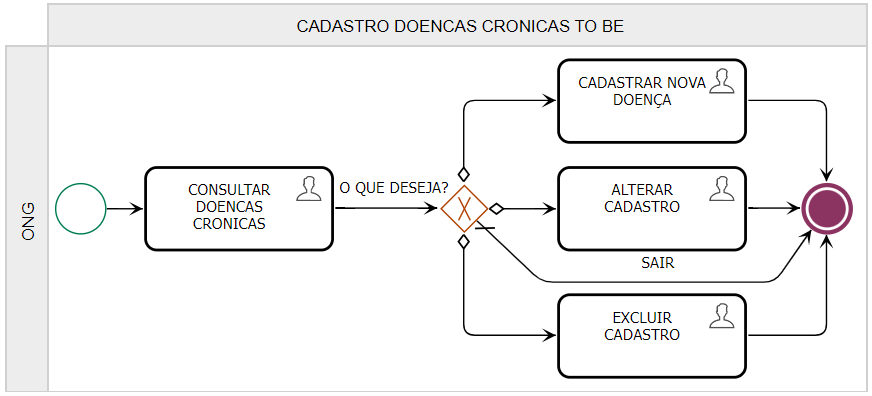 CADASTRO DOENCAS CRONICAS TO BE
ONG
CONSULTAR
DOENCAS
CRONICAS
O QUE DESEJA?
X
CADASTRAR NOVA
DOENÇA
ALTERAR
CADASTRO
SAIR
EXCLUIR
CADASTRO